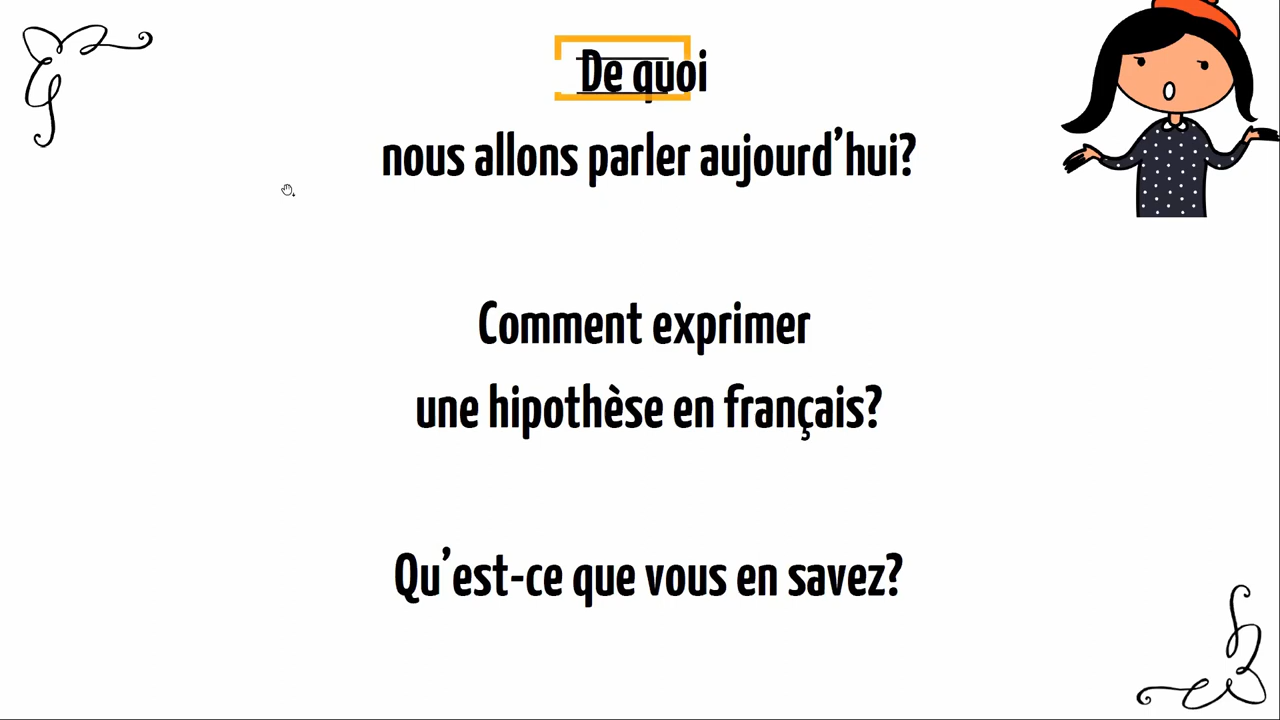 De quoi
nous allons parler aujourd’hui?
Comment exprimer
une hipothèse en français?
Qu’est-ce que vous en savez?